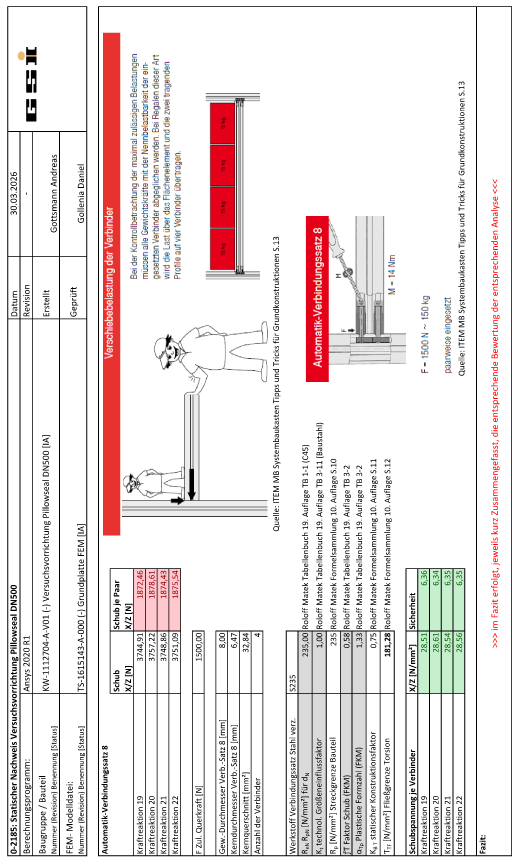 0-2185: Statischer Nachweis Versuchsvorrichtung Pillowseal DN500
Datum 30.03.2026
Berechnungsprogramm: Ansys 2020 R1 Revision -
Baugruppe / Bauteil KW-1112704-A-V01 (-) Versuchsvorrichtung Pillowseal DN500 [IA] Erstellt Gottsmann Andreas
Nummer (Revision) Benennung [Status]
FEM- Modelldatei: TS-1615143-A-000 (-) Grundplatte FEM [IA] Geprüft Gollenia Daniel
Nummer (Revision) Benennung [Status]
GSI
Automatik-Verbindungssatz 8
Schub Schub je Paar
X/Z [N] X/Z [N]
Kraftreaktion 19 3744,91 1872,46
Kraftreaktion 20 3757,22 1878,61
Kraftreaktion 21 3748,86 1874,43
Kraftreaktion 22 3751,09 1875,54
F Zul. Querkraft [N] 1500,00
Gew.-Durchmesser Verb.-Satz 8 [mm] 8,00
Kerndurchmesser Verb.-Satz 8 [mm] 6,47
Kernquerschnitt [mm²] 32,84
Anzahl der Verbinder 4
Verschiebebelastung der Verbinder
Bei der Kontrollbetrachtung der maximal zulässigen Belastungen
müssen alle Gewichtskräfte mit der Nennbelastbarkeit der ein-
gesetzten Verbinder abgeglichen werden. Bei Regalen dieser Art
wird die Last über das Flächenelement und die zwei tragenden
Profile auf vier Verbinder übertragen.
Quelle: ITEM MB Systembaukasten Tipps und Tricks für Grundkonstruktionen S.13
Werkstoff Verbindungssatz Stahl verz. S235
235,00 Roloff Matek Tabellenbuch 19. Auflage TB 1-1 (C45)
Kt technol. Größeneinflussfaktor 1,00 Roloff Matek Tabellenbuch 19. Auflage TB 3-11 (Baustahl)
[N/mm²] Streckgrenze Bauteil 235 Roloff Matek Formelsammlung 10. Auflage S.10
Faktor Schub (FKM) 0,58 Roloff Matek Tabellenbuch 19. Auflage TB 3-2
Plastische Formzahl (FKM) 1,33 Roloff Matek Tabellenbuch 19. Auflage TB 3-2
statischer Konstruktionsfaktor 0,75 Roloff Matek Formelsammlung 10. Auflage S.11
[N/mm²] Fließgrenze Torsion 181,28 Roloff Matek Formelsammlung 10. Auflage S.12
Automatik-Verbindungssatz 8
F
M
M = 14 Nm
F = 1500 N ~ 150 kg
paarweise eingesetzt
Quelle: ITEM MB Systembaukasten Tipps und Tricks für Grundkonstruktionen S.13
Schubspannung je Verbinder X/Z [N/mm²] Sicherheit
Kraftreaktion 19 28,51 6,36
Kraftreaktion 20 28,61 6,34
Kraftreaktion 21 28,54 6,35
Kraftreaktion 22 28,56 6,35
Fazit:
>>> im Fazit erfolgt, jeweils kurz Zusammengefasst, die entsprechende Bewertung der entsprechenden Analyse <<<